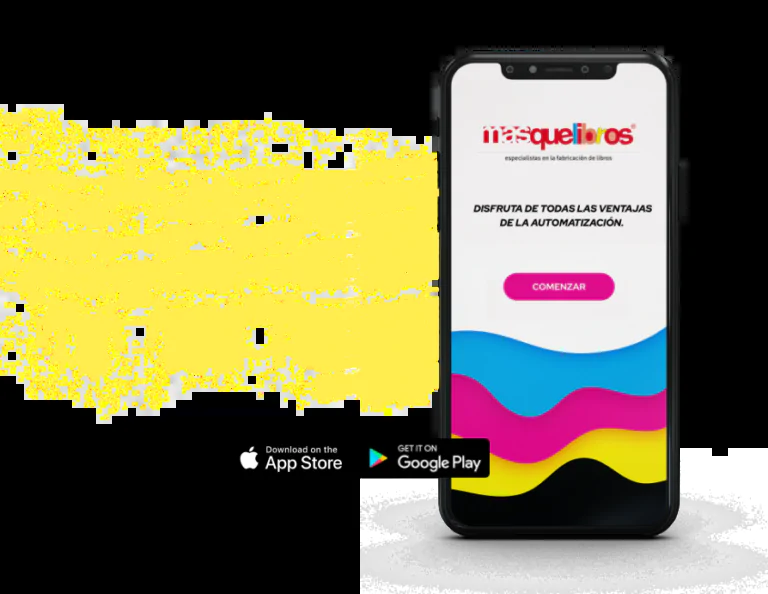 masquelibros®
especialistas en la fabricación de libros
DISFRUTA DE TODAS LAS VENTAJAS
DE LA AUTOMATIZACIÓN.
COMENZAR
Download on the
App Store
GET IT ON
Google Play